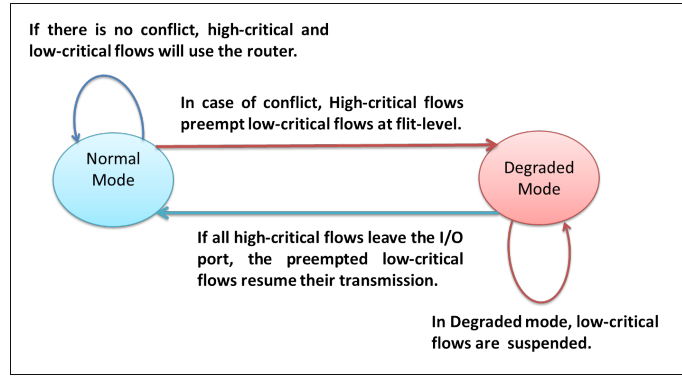 If there is no conflict, high-critical and
low-critical flows will use the router.
In case of conflict, High-critical flows
preempt low-critical flows at flit-level.
Normal
Mode
Degraded
Mode
If all high-critical flows leave the I/O
port, the preempted low-critical
flows resume their transmission.
In Degraded mode, low-critical
flows are suspended.